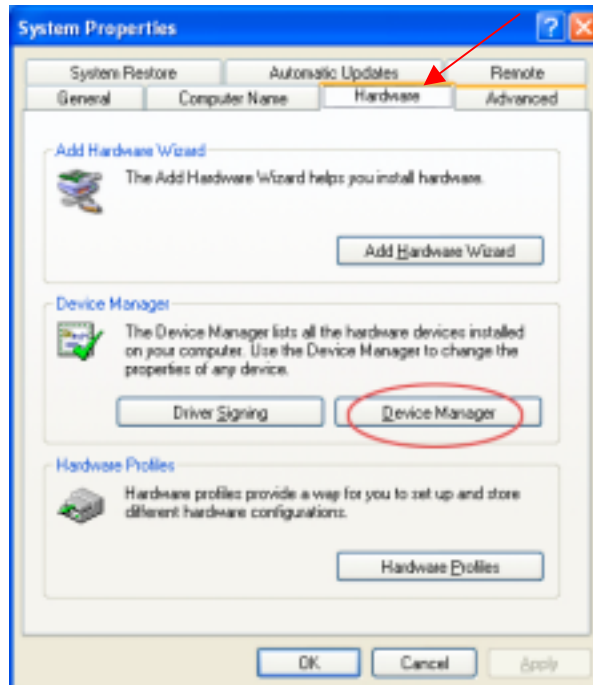 System Properties
System Restore Automatic Updates Remote
General Computer Name Hardware Advanced
Add Hardware Wizard
The Add Hardware Wizard helps you install hardware.
Add Hardware Wizard
Device Manager
The Device Manager lists all the hardware devices installed
on your computer. Use the Device Manager to change the
properties of any device.
Driver Signing Device Manager
Hardware Profiles
Hardware profiles provide a way for you to set up and store
different hardware configurations.
Hardware Profiles
OK Cancel Apply